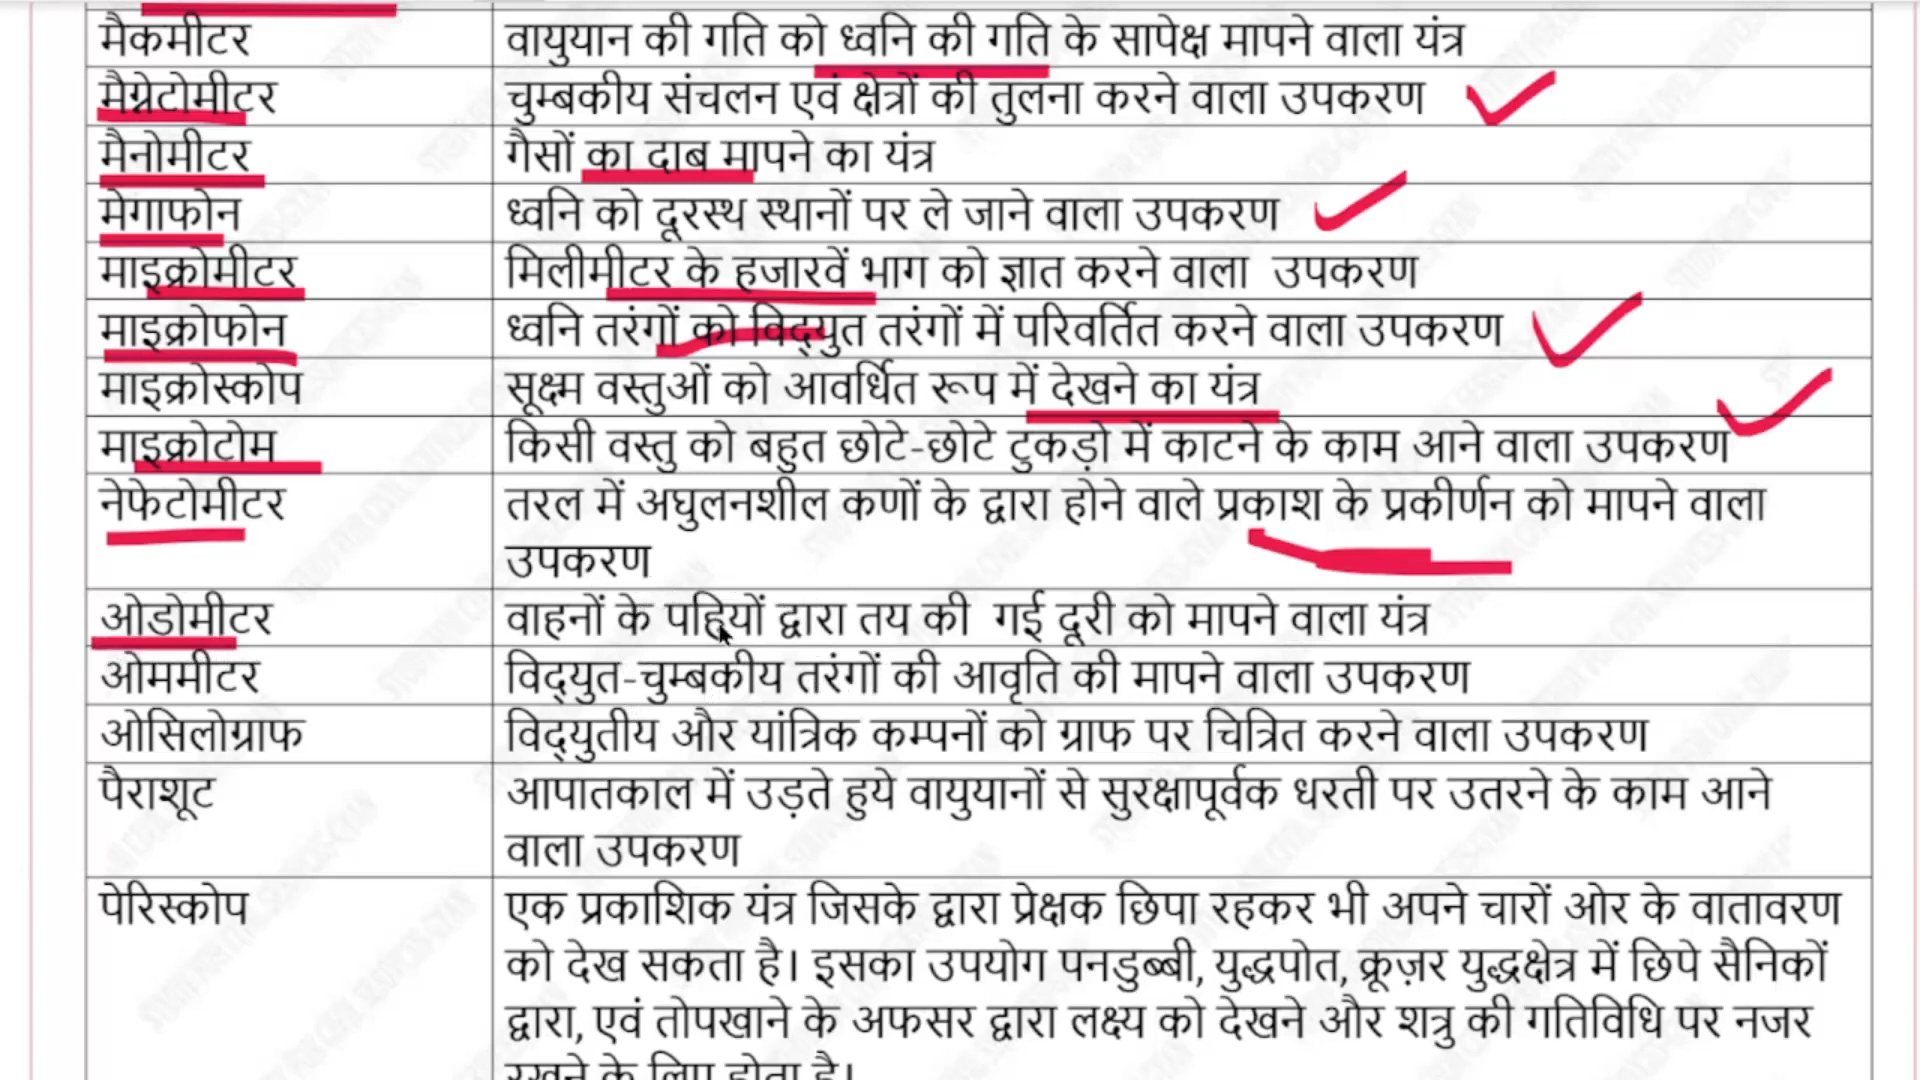 मैकमीटर वायुयान की गति को ध्वनि की गति के सापेक्ष मापने वाला यंत्र
मैग्नेटोमीटर चुम्बकीय संचलन एवं क्षेत्रों की तुलना करने वाला उपकरण
मैनोमीटर गैसों का दाब मापने का यंत्र
मेगाफोन ध्वनि को दूरस्थ स्थानों पर ले जाने वाला उपकरण
माइक्रोमीटर मिलीमीटर के हजारवें भाग को ज्ञात करने वाला उपकरण
माइक्रोफोन ध्वनि तरंगों को विद्युत तरंगों में परिवर्तित करने वाला उपकरण
माइक्रोस्कोप सूक्ष्म वस्तुओं को आवर्धित रूप में देखने का यंत्र
माइक्रोटोम किसी वस्तु को बहुत छोटे-छोटे टुकड़ो में काटने के काम आने वाला उपकरण
नेफेटोमीटर तरल में अघुलनशील कणों के द्वारा होने वाले प्रकाश के प्रकीर्णन को मापने वाला
उपकरण
ओडोमीटर वाहनों के पहियों द्वारा तय की गई दूरी को मापने वाला यंत्र
ओममीटर विद्युत-चुम्बकीय तरंगों की आवृति की मापने वाला उपकरण
ओसिलोग्राफ विद्युतीय और यांत्रिक कम्पनों को ग्राफ पर चित्रित करने वाला उपकरण
पैराशूट आपातकाल में उड़ते हुये वायुयानों से सुरक्षापूर्वक धरती पर उतरने के काम आने
वाला उपकरण
पेरिस्कोप एक प्रकाशिक यंत्र जिसके द्वारा प्रेक्षक छिपा रहकर भी अपने चारों ओर के वातावरण
को देख सकता है। इसका उपयोग पनडुब्बी, युद्धपोत, क्रूज़र युद्धक्षेत्र में छिपे सैनिकों
द्वारा, एवं तोपखाने के अफसर द्वारा लक्ष्य को देखने और शत्रु की गतिविधि पर नजर
रखने के लिए होता है।